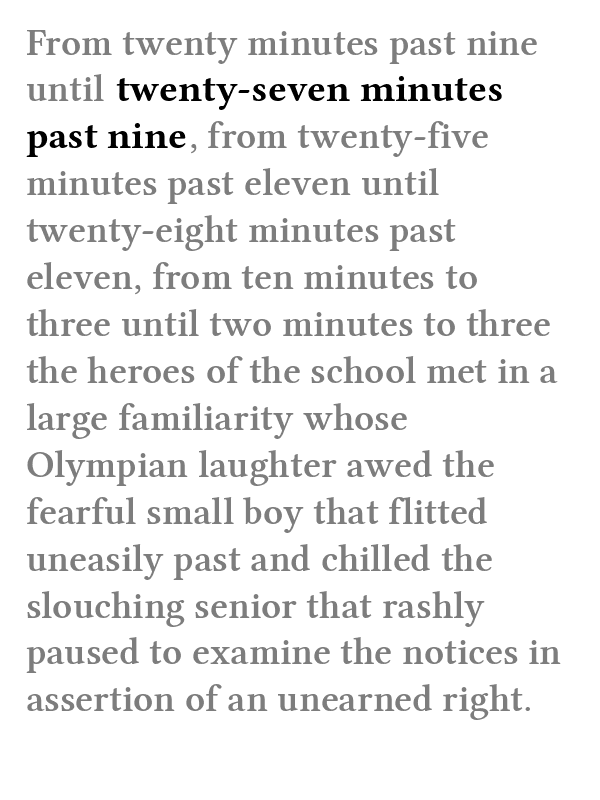 From twenty minutes past nine
until twenty-seven minutes
past nine, from twenty-five
minutes past eleven until
twenty-eight minutes past
eleven, from ten minutes to
three until two minutes to three
the heroes of the school met in a
large familiarity whose
Olympian laughter awed the
fearful small boy that flitted
uneasily past and chilled the
slouching senior that rashly
paused to examine the notices in
assertion of an unearned right.